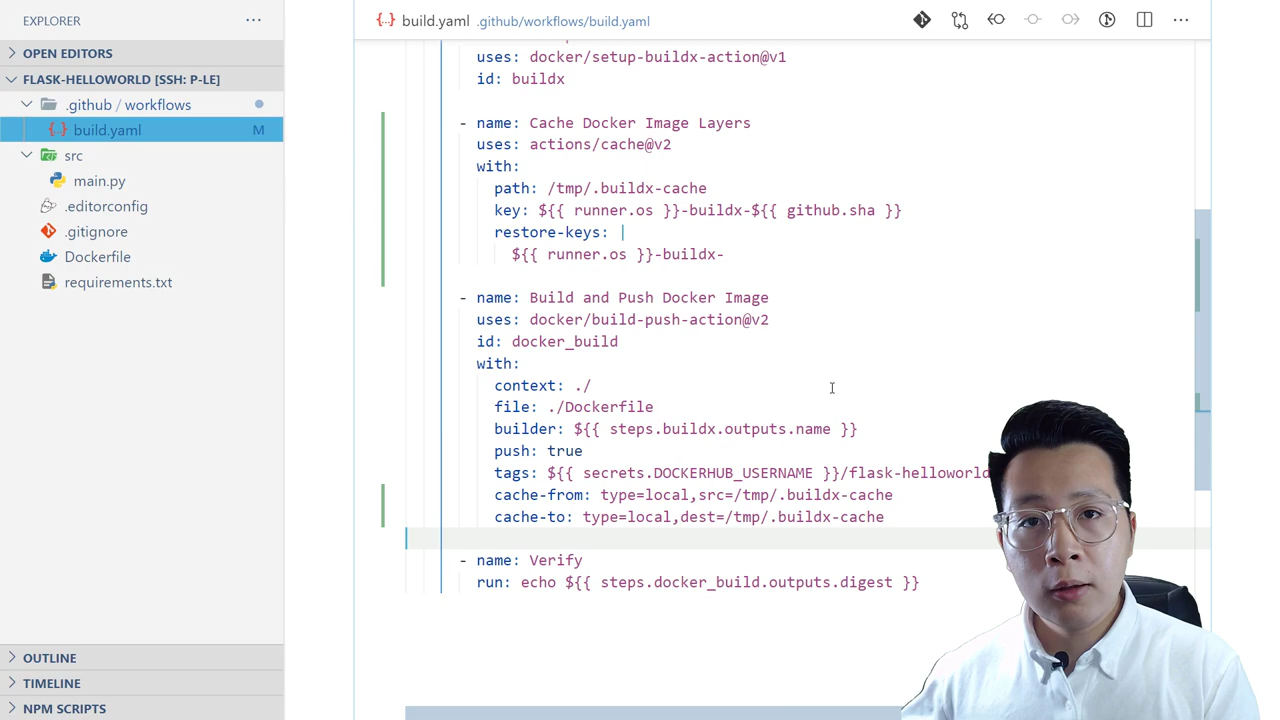 EXPLORER
OPEN EDITORS
FLASK-HELLOWORLD [SSH: P-LE]
.github / workflows
build.yaml M
src
main.py
.editorconfig
.gitignore
Dockerfile
requirements.txt
OUTLINE
TIMELINE
NPM SCRIPTS
{..} build.yaml .github/workflows/build.yaml
uses: docker/setup-buildx-action@v1
id: buildx
- name: Cache Docker Image Layers
uses: actions/cache@v2
with:
path: /tmp/.buildx-cache
key: ${{ runner.os }}-buildx-${{ github.sha }}
restore-keys: |
${{ runner.os }}-buildx-
- name: Build and Push Docker Image
uses: docker/build-push-action@v2
id: docker_build
with:
context: ./
file: ./Dockerfile
builder: ${{ steps.buildx.outputs.name }}
push: true
tags: ${{ secrets.DOCKERHUB_USERNAME }}/flask-helloworld
cache-from: type=local,src=/tmp/.buildx-cache
cache-to: type=local,dest=/tmp/.buildx-cache
- name: Verify
run: echo ${{ steps.docker_build.outputs.digest }}